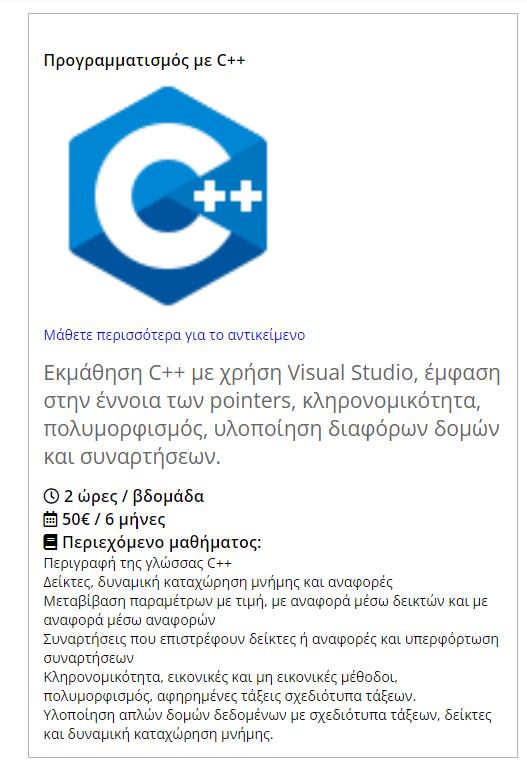 Προγραμματισμός με C++
C++
Μάθετε περισσότερα για το αντικείμενο
Εκμάθηση C++ με χρήση Visual Studio, έμφαση
στην έννοια των pointers, κληρονομικότητα,
πολυμορφισμός, υλοποίηση διαφόρων δομών
και συναρτήσεων.
2 ώρες / βδομάδα
50€ / 6 μήνες
Περιεχόμενο μαθήματος:
Περιγραφή της γλώσσας C++
Δείκτες, δυναμική καταχώρηση μνήμης και αναφορές
Μεταβίβαση παραμέτρων με τιμή, με αναφορά μέσω δεικτών και με
αναφορά μέσω αναφορών
Συναρτήσεις που επιστρέφουν δείκτες ή αναφορές και υπερφόρτωση
συναρτήσεων
Κληρονομικότητα, εικονικές και μη εικονικές μέθοδοι,
πολυμορφισμός, αφηρημένες τάξεις σχεδιότυπα τάξεων.
Υλοποίηση απλών δομών δεδομένων με σχεδιότυπα τάξεων, δείκτες
και δυναμική καταχώρηση μνήμης.